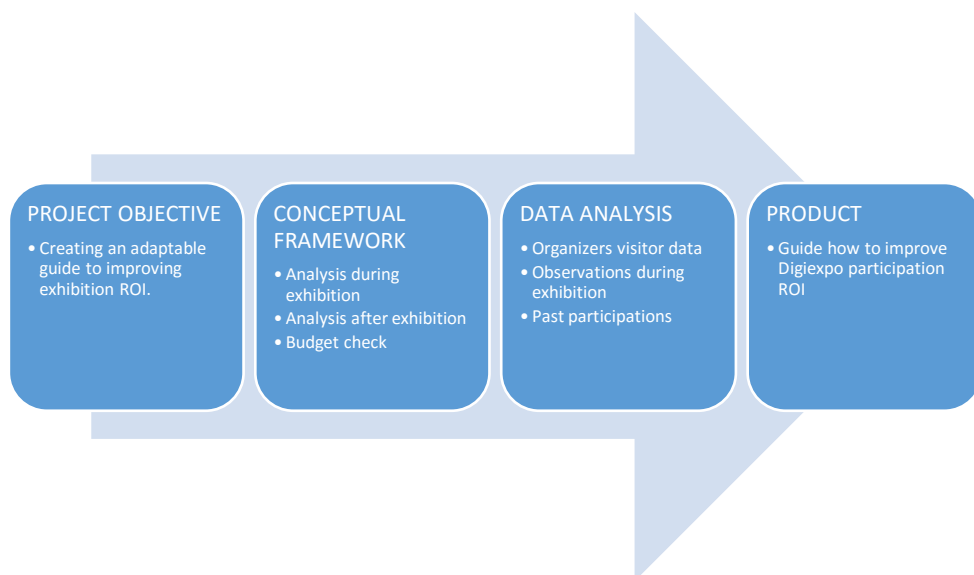 PROJECT OBJECTIVE
• Creating an adaptable
guide to improving
exhibition ROI.
CONCEPTUAL
FRAMEWORK
• Analysis during
exhibition
• Analysis after exhibition
• Budget check
DATA ANALYSIS
• Organizers visitor data
• Observations during
exhibition
• Past participations
PRODUCT
• Guide how to improve
Digiexpo participation
ROI